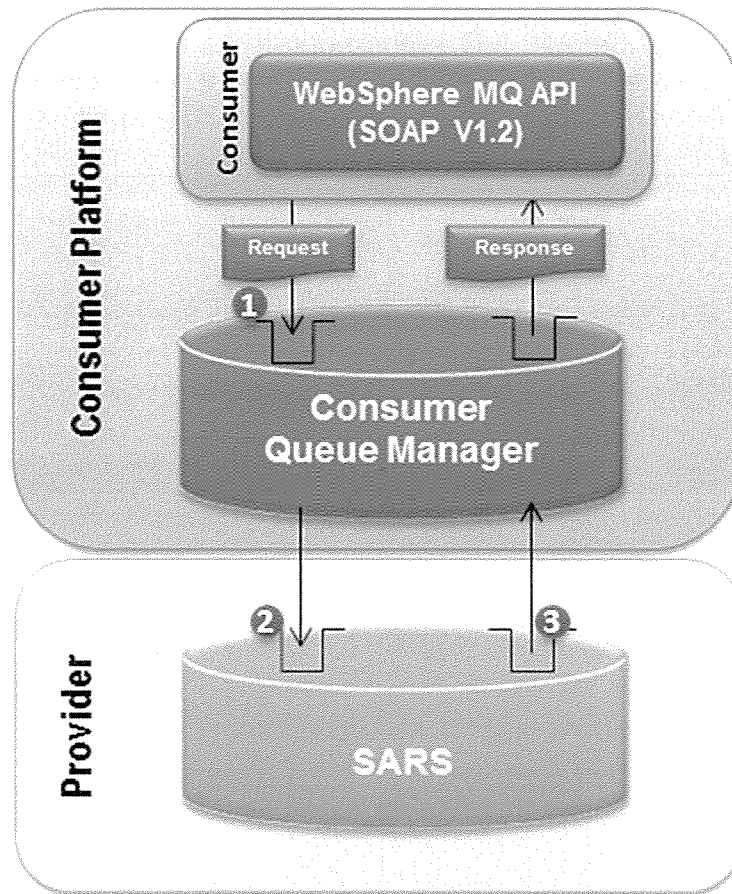 Consumer Platform
Consumer
WebSphere MQ API
(SOAP V1.2)
Request
Response
1
Consumer
Queue Manager
Provider
2
3
SARS